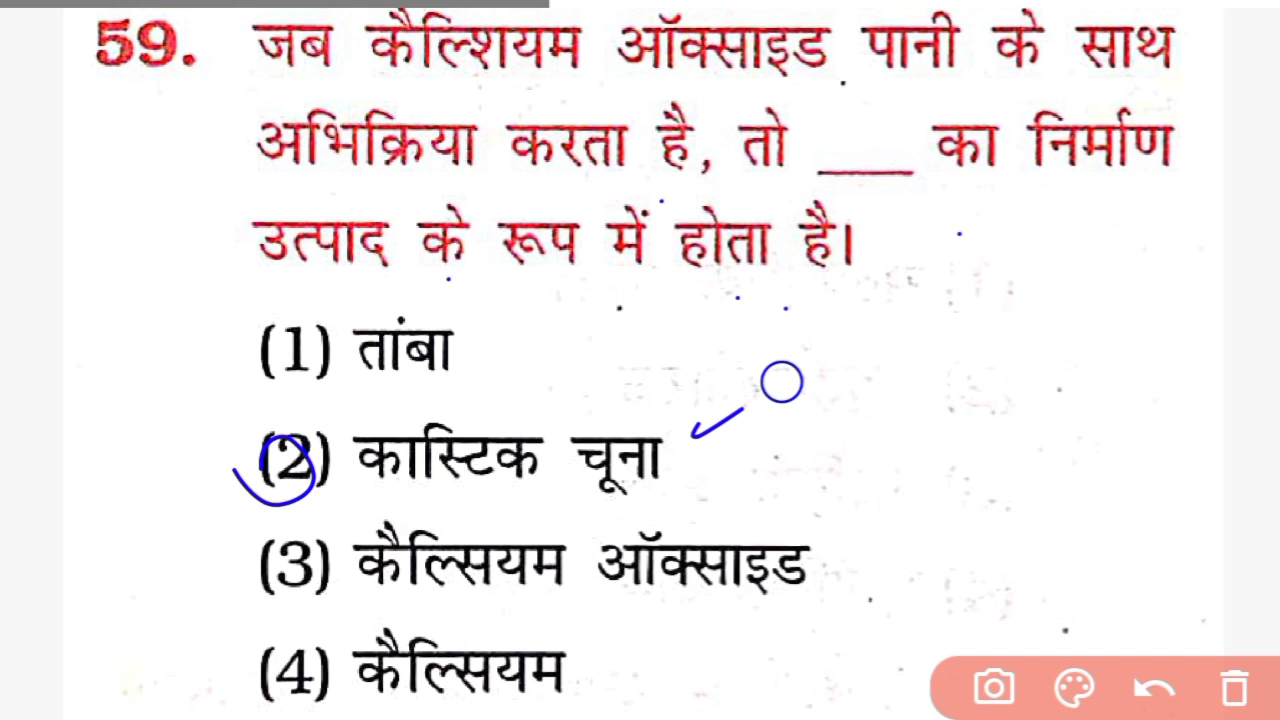 59. जब कैल्शियम ऑक्साइड पानी के साथ
अभिक्रिया करता है, तो ___ का निर्माण
उत्पाद के रूप में होता है।
(1) तांबा
(2) कास्टिक चूना
(3) कैल्सियम ऑक्साइड
(4) कैल्सियम